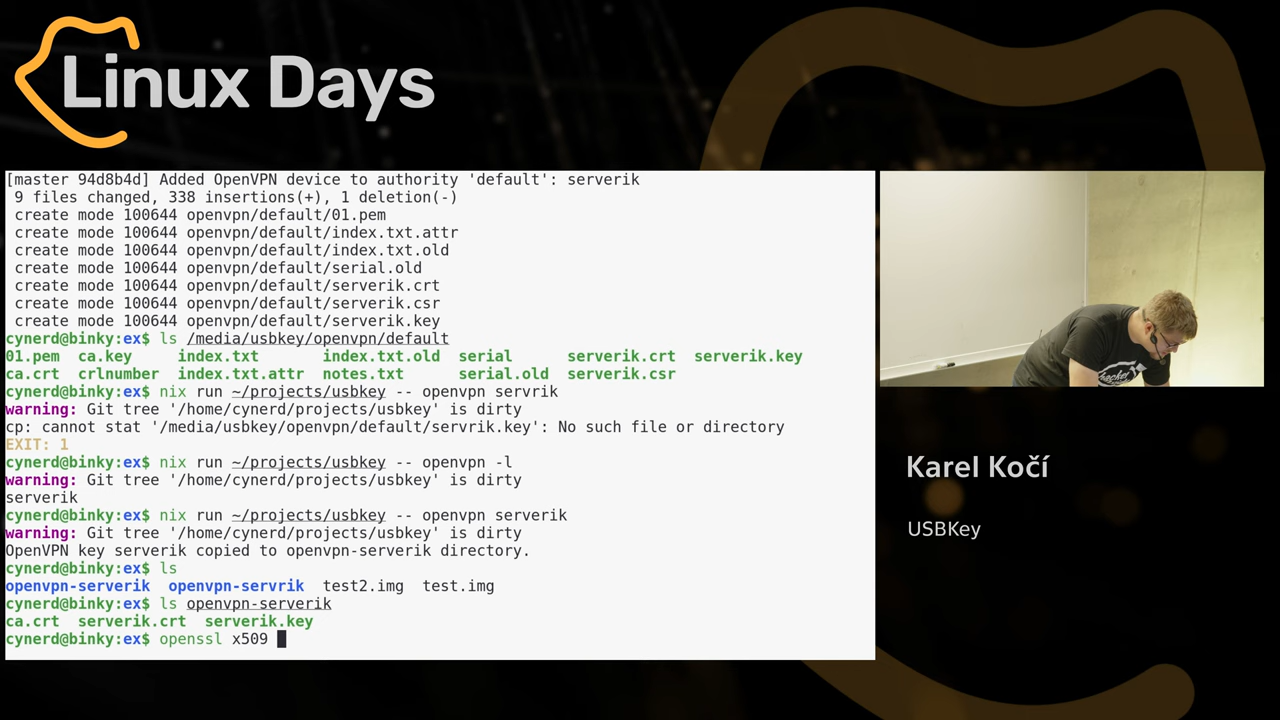 Linux Days
[master 94d8b4d] Added OpenVPN device to authority 'default': serverik
 9 files changed, 338 insertions(+), 1 deletion(-)
 create mode 100644 openvpn/default/01.pem
 create mode 100644 openvpn/default/index.txt.attr
 create mode 100644 openvpn/default/index.txt.old
 create mode 100644 openvpn/default/serial.old
 create mode 100644 openvpn/default/serverik.crt
 create mode 100644 openvpn/default/serverik.csr
 create mode 100644 openvpn/default/serverik.key
cynerd@binky:ex$ ls /media/usbkey/openvpn/default
01.pem  ca.key     index.txt       index.txt.old  serial      serverik.crt  serverik.key
ca.crt  crlnumber  index.txt.attr  notes.txt      serial.old  serverik.csr
cynerd@binky:ex$ nix run ~/projects/usbkey -- openvpn servrik
warning: Git tree '/home/cynerd/projects/usbkey' is dirty
cp: cannot stat '/media/usbkey/openvpn/default/servrik.key': No such file or directory
EXIT: 1
cynerd@binky:ex$ nix run ~/projects/usbkey -- openvpn -l
warning: Git tree '/home/cynerd/projects/usbkey' is dirty
serverik
cynerd@binky:ex$ nix run ~/projects/usbkey -- openvpn serverik
warning: Git tree '/home/cynerd/projects/usbkey' is dirty
OpenVPN key serverik copied to openvpn-serverik directory.
cynerd@binky:ex$ ls
openvpn-serverik  openvpn-servrik  test2.img  test.img
cynerd@binky:ex$ ls openvpn-serverik
ca.crt  serverik.crt  serverik.key
cynerd@binky:ex$ openssl x509
Karel Kočí
USBKey